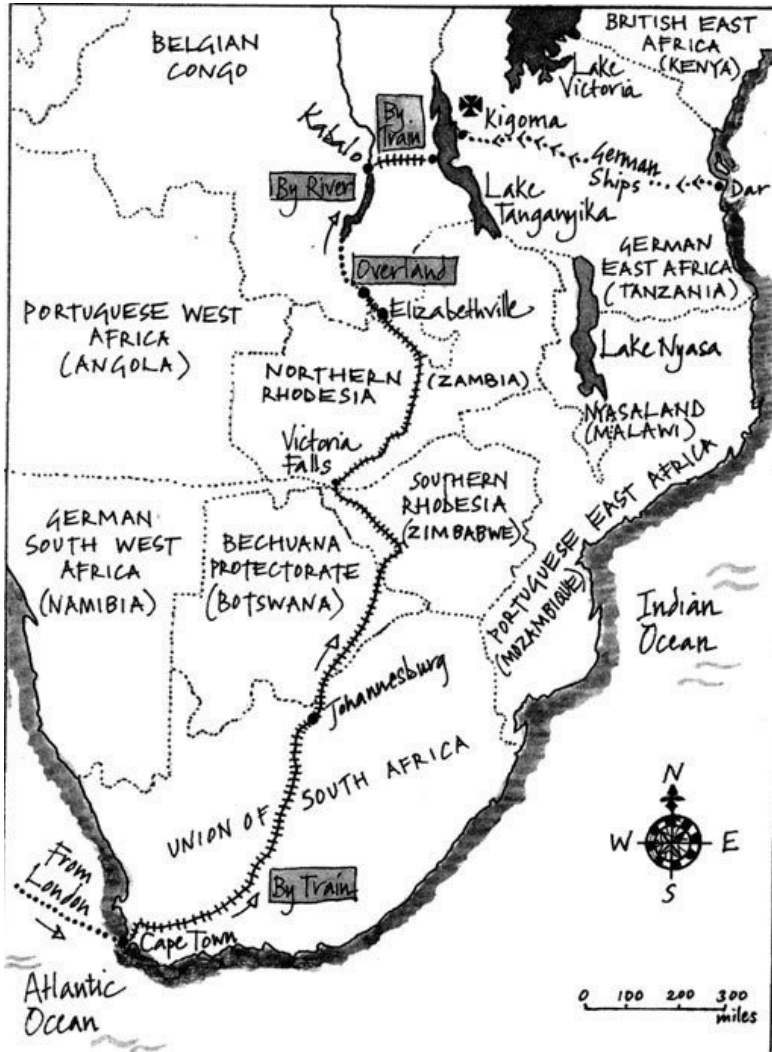 BELGIAN
CONGO
BRITISH EAST
AFRICA
(KENYA)
Lake
Victoria
Kabalo
By
Train
Kigoma
German
Ships
Dar
By River
Lake
Tanganyika
Overland
Elizabethville
GERMAN
EAST AFRICA
(TANZANIA)
PORTUGUESE WEST
AFRICA
(ANGOLA)
NORTHERN
RHODESIA
(ZAMBIA)
Lake Nyasa
NYASALAND
(MALAWI)
Victoria
Falls
SOUTHERN
RHODESIA
(ZIMBABWE)
PORTUGUESE EAST AFRICA
(MOZAMBIQUE)
GERMAN
SOUTH WEST
AFRICA
(NAMIBIA)
BECHUANA
PROTECTORATE
(BOTSWANA)
Indian
Ocean
Johannesburg
UNION OF SOUTH AFRICA
N
W E
S
From
London
By Train
Cape Town
Atlantic
Ocean
0 100 200 300
miles